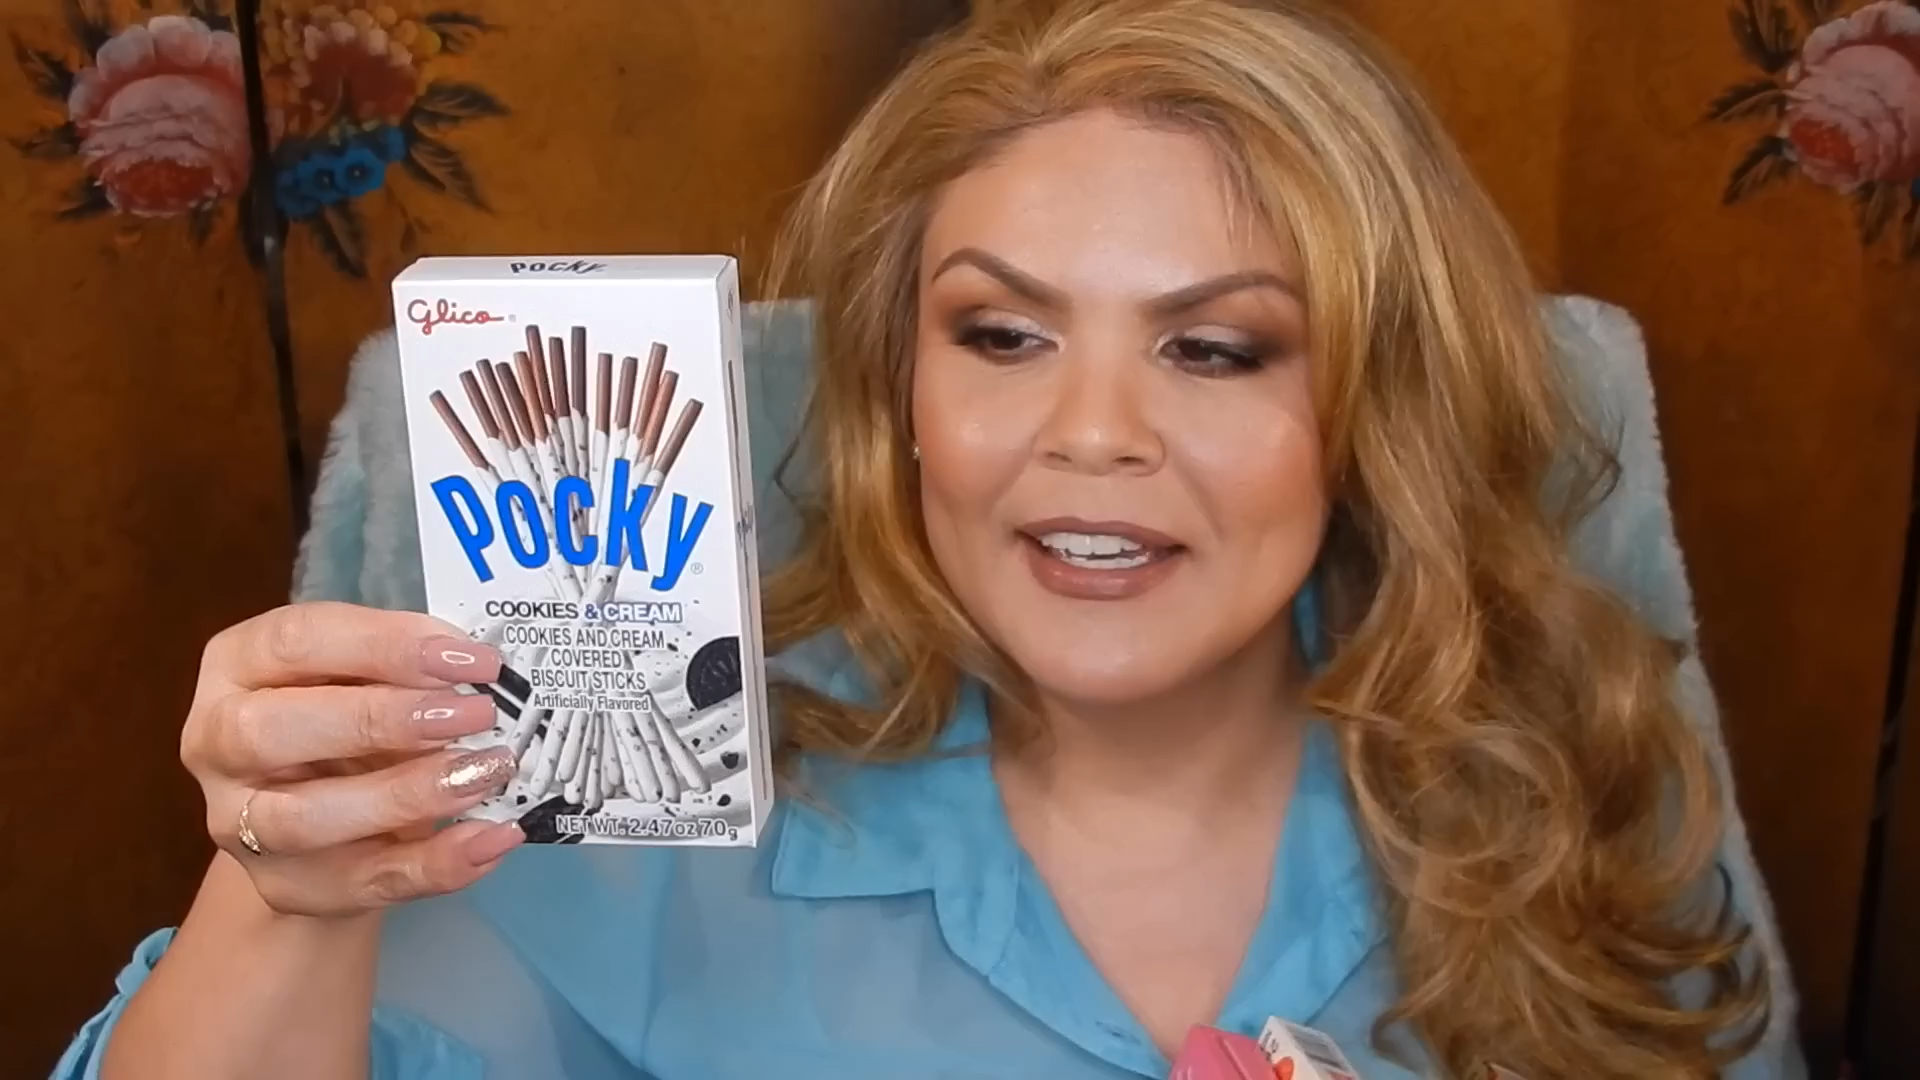 Pocky
Glico®
Pocky®
COOKIES & CREAM
COOKIES AND CREAM
COVERED
BISCUIT STICKS
Artificially Flavored
NET WT. 2.47oz 70g